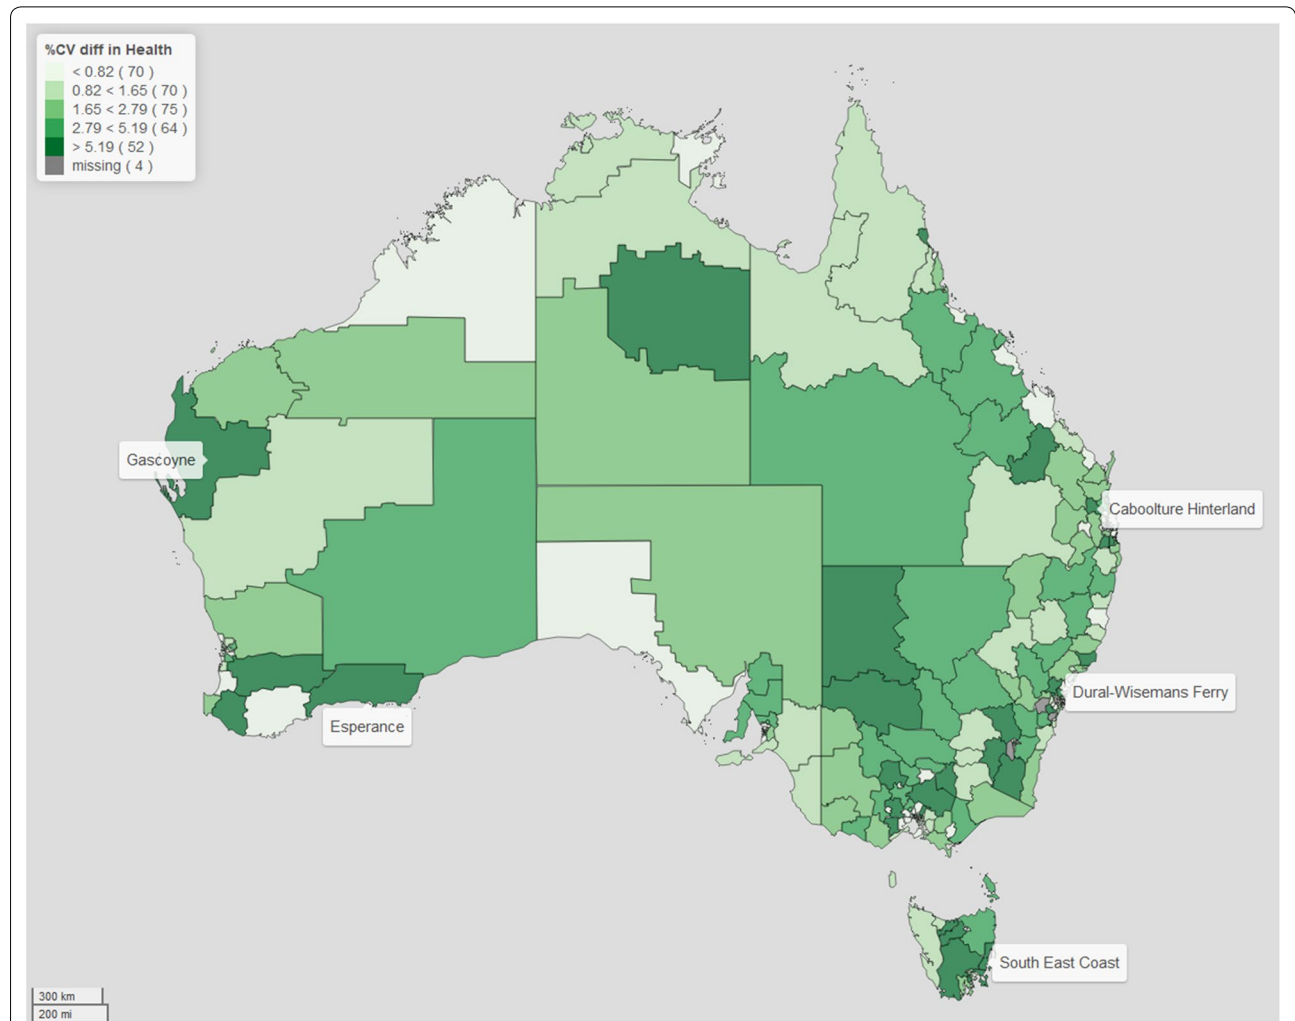 %CV diff in Health
< 0.82 ( 70 )
0.82 < 1.65 ( 70 )
1.65 < 2.79 ( 75 )
2.79 < 5.19 ( 64 )
> 5.19 ( 52 )
missing ( 4 )
Gascoyne
Caboolture Hinterland
Dural-Wisemans Ferry
Esperance
South East Coast
300 km
200 mi